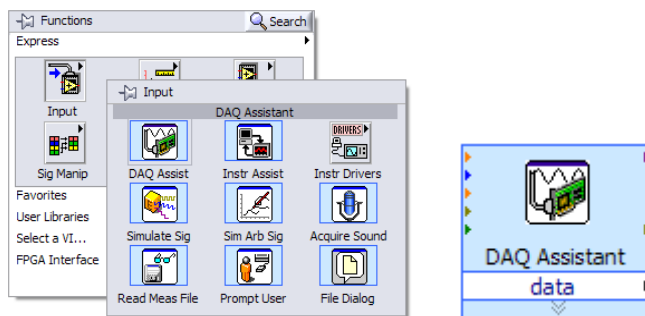 Functions
Search
Express
Input
Input
DAQ Assistant
DAQ Assist
Instr Assist
DRIVERS
Instr Drivers
Sig Manip
Favorites
User Libraries
Select a VI...
FPGA Interface
Simulate Sig
Sim Arb Sig
Acquire Sound
Read Meas File
Prompt User
File Dialog
DAQ Assistant
data